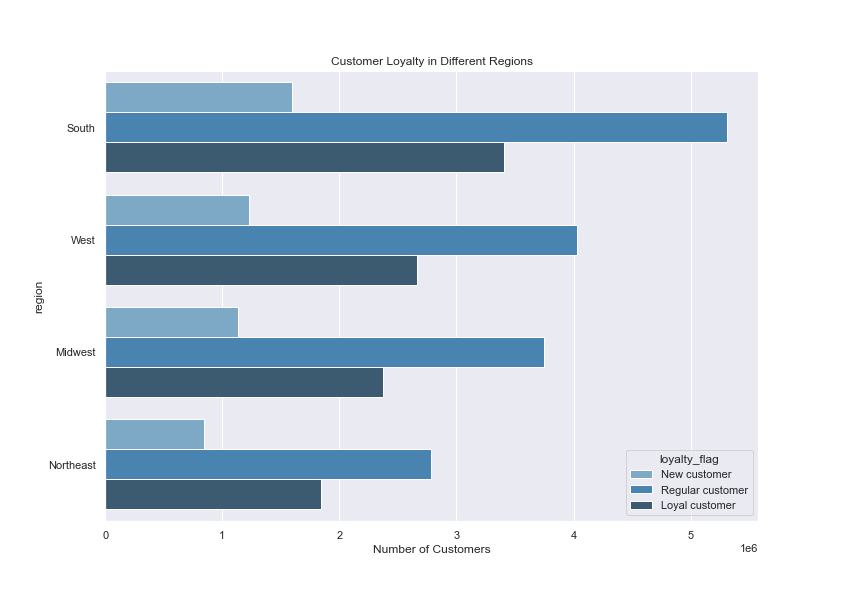 Customer Loyalty in Different Regions
South
West
Midwest
Northeast
region
loyalty_flag
New customer
Regular customer
Loyal customer
0 1 2 3 4 5
1e6
Number of Customers